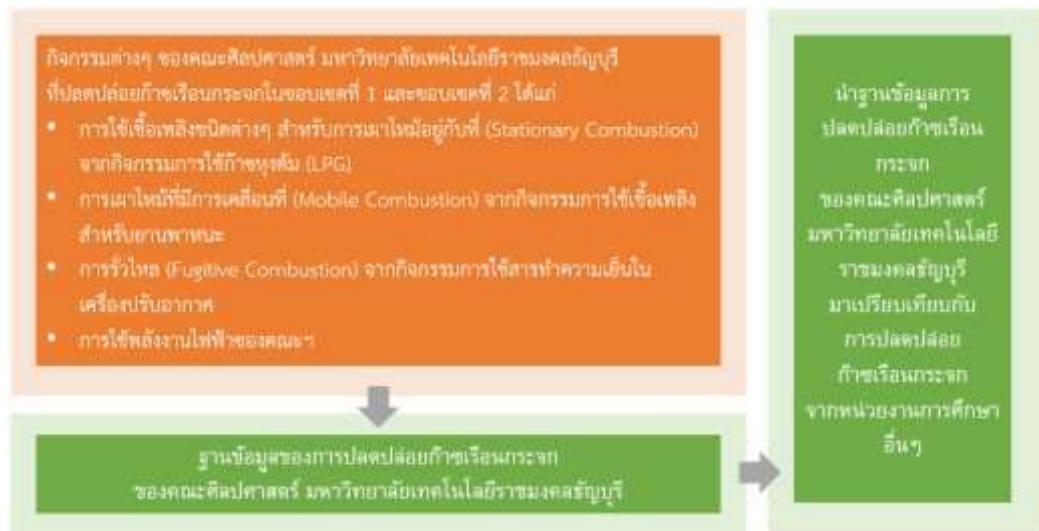 กิจกรรมต่างๆ ของคณะศิลปศาสตร์ มหาวิทยาลัยเทคโนโลยีราชมงคลธัญบุรี
ที่ปลดปล่อยก๊าซเรือนกระจกในขอบเขตที่ 1 และขอบเขตที่ 2 ได้แก่
• การใช้เชื้อเพลิงชนิดต่างๆ สำหรับการเผาไหม้อยู่กับที่ (Stationary Combustion)
จากกิจกรรมการใช้ก๊าซหุงต้ม (LPG)
• การเผาไหม้ที่มีการเคลื่อนที่ (Mobile Combustion) จากกิจกรรมการใช้เชื้อเพลิง
สำหรับยานพาหนะ
• การรั่วไหล (Fugitive Combustion) จากกิจกรรมการใช้สารทำความเย็นใน
เครื่องปรับอากาศ
• การใช้พลังงานไฟฟ้าของคณะฯ
ฐานข้อมูลของการปลดปล่อยก๊าซเรือนกระจก
ของคณะศิลปศาสตร์ มหาวิทยาลัยเทคโนโลยีราชมงคลธัญบุรี
นำฐานข้อมูลการ
ปลดปล่อยก๊าซเรือน
กระจก
ของคณะศิลปศาสตร์
มหาวิทยาลัยเทคโนโลยี
ราชมงคลธัญบุรี
มาเปรียบเทียบกับ
การปลดปล่อย
ก๊าซเรือนกระจก
จากหน่วยงานการศึกษา
อื่นๆ